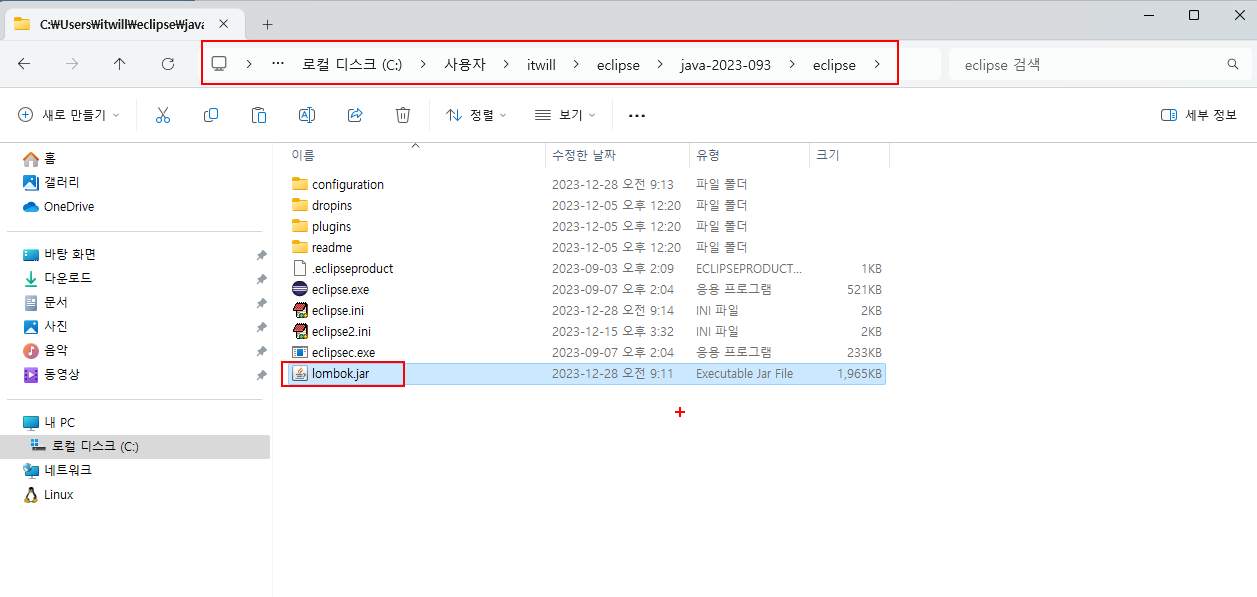 C:₩Users₩itwill₩eclipse₩java
로컬 디스크 (C:) > 사용자 > itwill > eclipse > java-2023-093 > eclipse >
eclipse 검색
새로 만들기
정렬
보기
세부 정보
홈
갤러리
OneDrive
바탕 화면
다운로드
문서
사진
음악
동영상
내 PC
로컬 디스크 (C:)
네트워크
Linux
이름 수정한 날짜 유형 크기
configuration 2023-12-28 오전 9:13 파일 폴더
dropins 2023-12-05 오후 12:20 파일 폴더
plugins 2023-12-05 오후 12:20 파일 폴더
readme 2023-12-05 오후 12:20 파일 폴더
.eclipseproduct 2023-09-03 오후 2:09 ECLIPSEPRODUCT... 1KB
eclipse.exe 2023-09-07 오후 2:04 응용 프로그램 521KB
eclipse.ini 2023-12-28 오전 9:14 INI 파일 2KB
eclipse2.ini 2023-12-15 오후 3:32 INI 파일 2KB
eclipsec.exe 2023-09-07 오후 2:04 응용 프로그램 233KB
lombok.jar 2023-12-28 오전 9:11 Executable Jar File 1,965KB